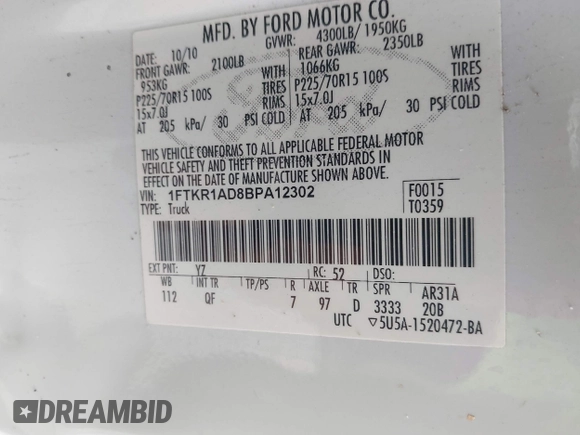 MFD. BY FORD MOTOR CO.
DATE: 10/10 GVWR: 4300LB/ 1950KG
FRONT GAWR: 2100LB REAR GAWR: 2350LB
953KG WITH 1066KG WITH
P225/70R15 100S TIRES P225/70R15 100S TIRES
15x7.0J RIMS 15x7.0J RIMS
AT 205 kPa/ 30 PSI COLD AT 205 kPa/ 30 PSI COLD
THIS VEHICLE CONFORMS TO ALL APPLICABLE FEDERAL MOTOR
VEHICLE SAFETY AND THEFT PREVENTION STANDARDS IN
EFFECT ON THE DATE OF MANUFACTURE SHOWN ABOVE.
VIN: 1FTKR1AD8BPA12302 F0015
TYPE: Truck T0359
EXT PNT: YZ RC: 52 DSO:
WB INT TR TP/PS R AXLE TR SPR AR31A
112 QF 7 97 D 3333 20B
UTC ▽5U5A-1520472-BA
DREAMBID